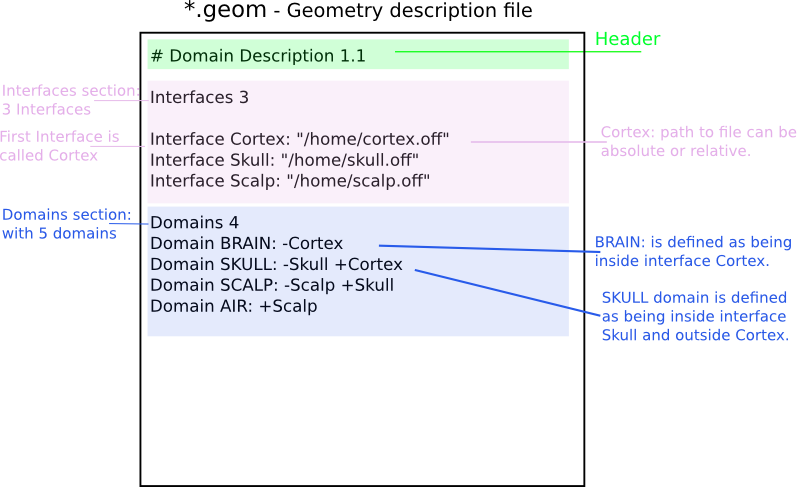 *.geom - Geometry description file
Header
# Domain Description 1.1
Interfaces section:
3 Interfaces
Interfaces 3
First Interface is
called Cortex
Interface Cortex: "/home/cortex.off"
Interface Skull: "/home/skull.off"
Interface Scalp: "/home/scalp.off"
Cortex: path to file can be
absolute or relative.
Domains section:
with 5 domains
Domains 4
Domain BRAIN: -Cortex
Domain SKULL: -Skull +Cortex
Domain SCALP: -Scalp +Skull
Domain AIR: +Scalp
BRAIN: is defined as being
inside interface Cortex.
SKULL domain is defined
as being inside interface
Skull and outside Cortex.